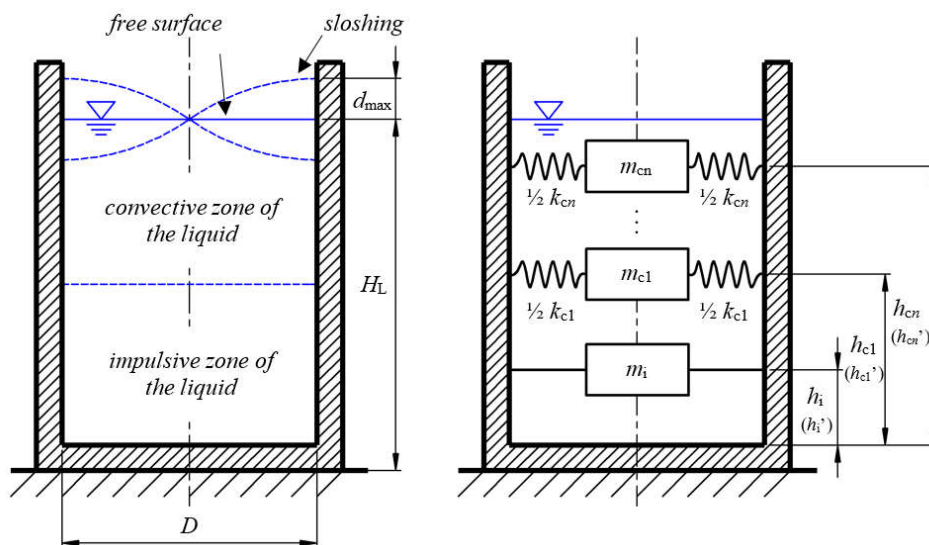 free surface
sloshing
d_max
convective zone of
the liquid
H_L
impulsive zone of
the liquid
D
m_cn
½ k_cn
½ k_cn
⋮
m_c1
½ k_c1
½ k_c1
m_i
h_cn
(h_cn’)
h_c1
(h_c1’)
h_i
(h_i’)